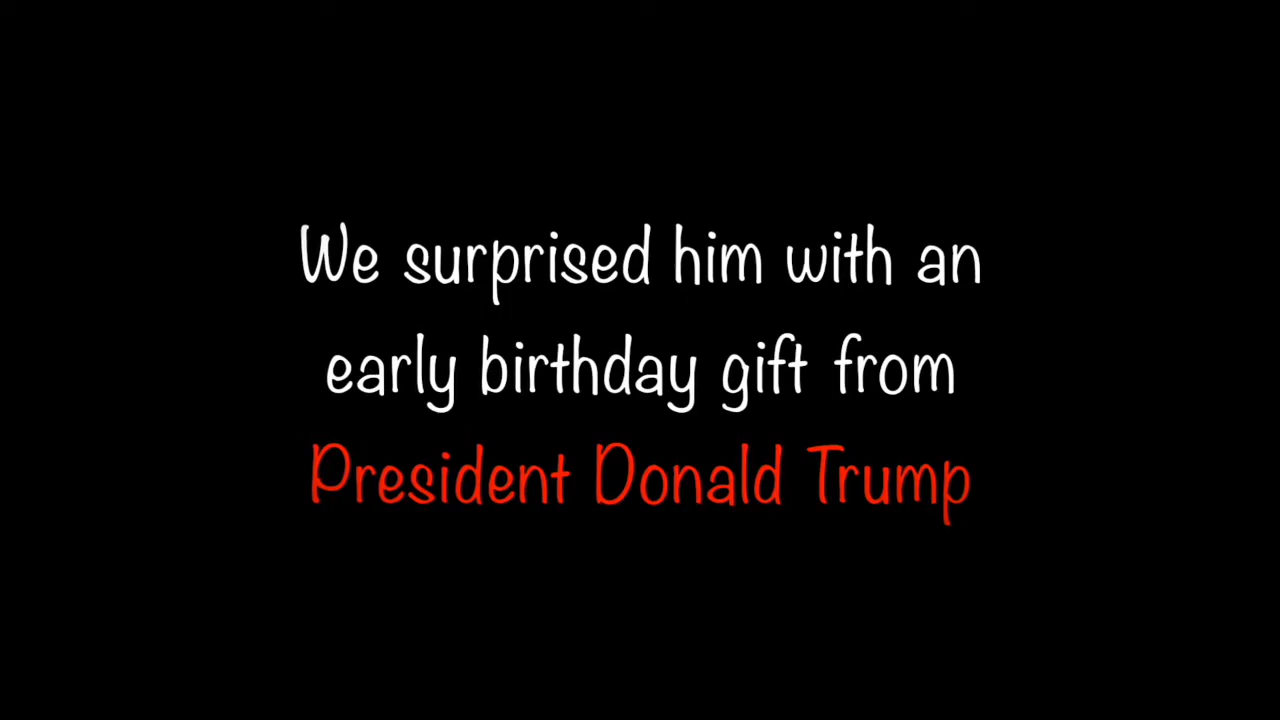 We surprised him with an
early birthday gift from
President Donald Trump